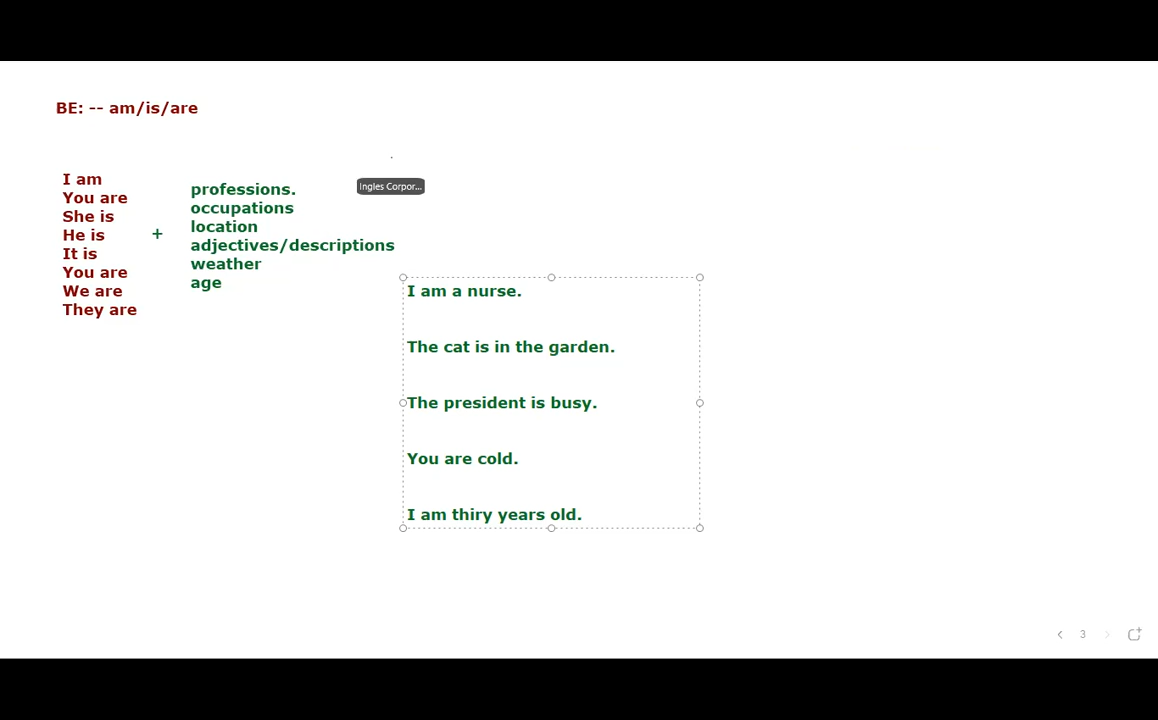 BE: -- am/is/are
I am
You are
She is
He is
It is
You are
We are
They are
+
professions.
occupations
location
adjectives/descriptions
weather
age
Ingles Corpor...
I am a nurse.
The cat is in the garden.
The president is busy.
You are cold.
I am thiry years old.
3